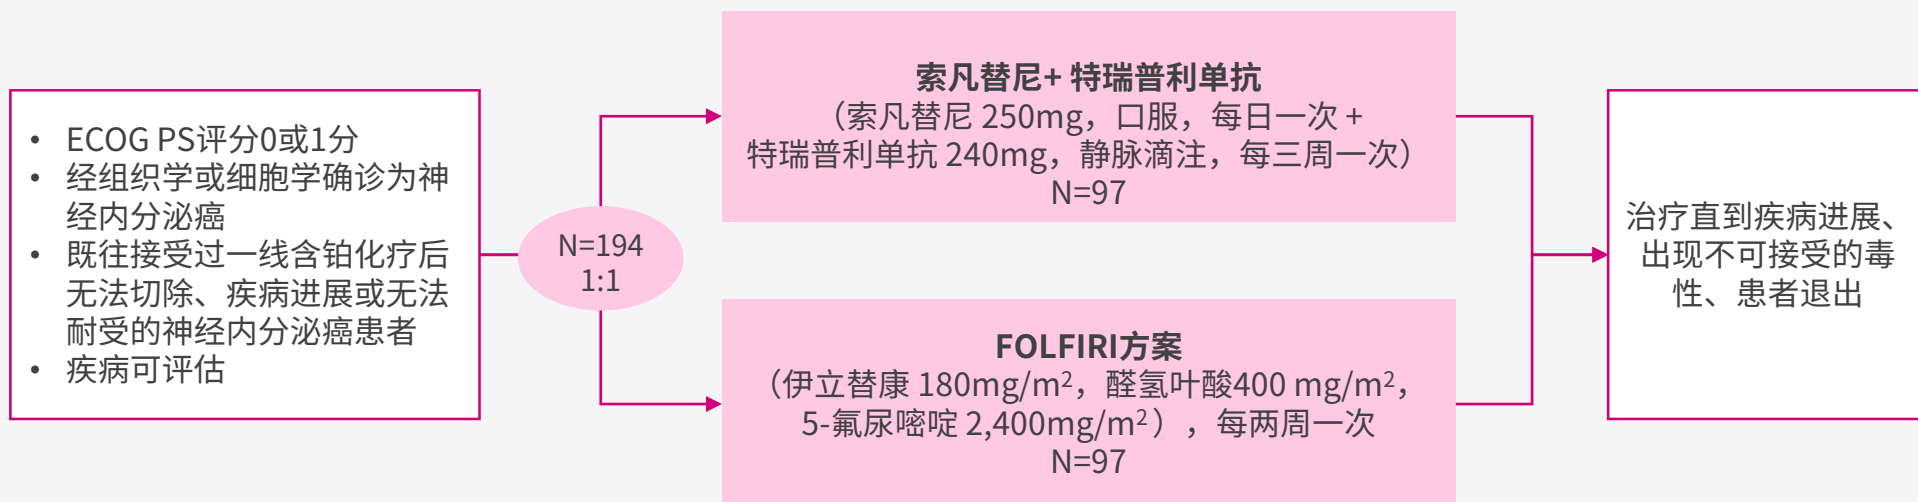 • ECOG PS评分0或1分
• 经组织学或细胞学确诊为神
经内分泌癌
• 既往接受过一线含铂化疗后
无法切除、疾病进展或无法
耐受的神经内分泌癌患者
• 疾病可评估
N=194
1:1
索凡替尼+ 特瑞普利单抗
（索凡替尼 250mg，口服，每日一次 +
特瑞普利单抗 240mg，静脉滴注，每三周一次）
N=97
FOLFIRI方案
（伊立替康 180mg/m²，醛氢叶酸400 mg/m²，
5-氟尿嘧啶 2,400mg/m²），每两周一次
N=97
治疗直到疾病进展、
出现不可接受的毒
性、患者退出